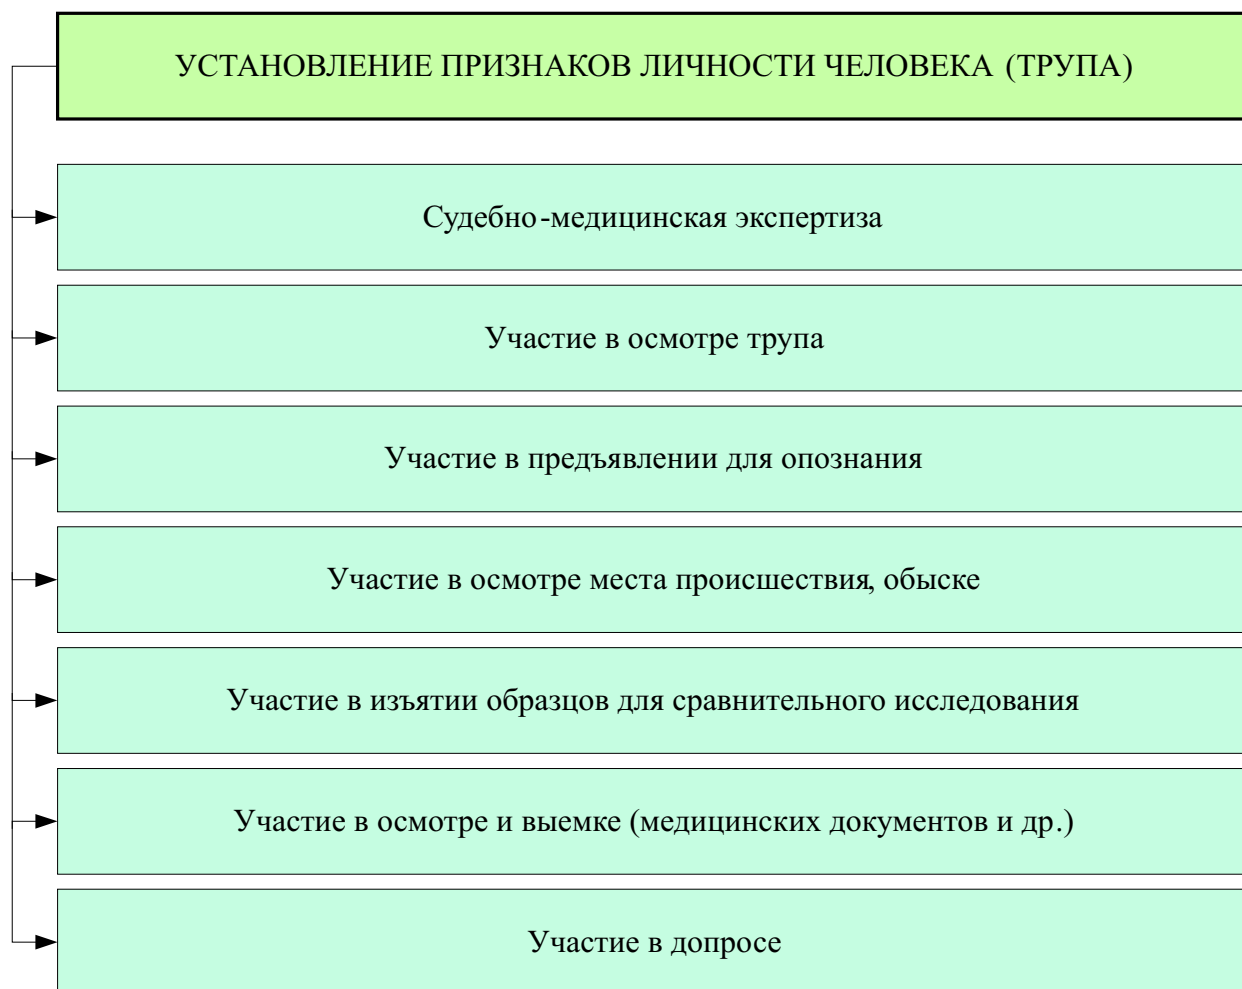 УСТАНОВЛЕНИЕ ПРИЗНАКОВ ЛИЧНОСТИ ЧЕЛОВЕКА (ТРУПА)
Судебно-медицинская экспертиза
Участие в осмотре трупа
Участие в предъявлении для опознания
Участие в осмотре места происшествия, обыске
Участие в изъятии образцов для сравнительного исследования
Участие в осмотре и выемке (медицинских документов и др.)
Участие в допросе